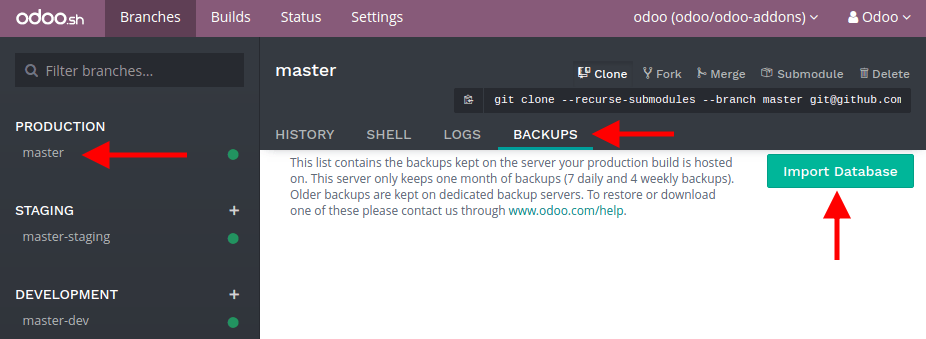 odoo.sh Branches Builds Status Settings odoo (odoo/odoo-addons) Odoo
Filter branches...
PRODUCTION
master
STAGING +
master-staging
DEVELOPMENT +
master-dev
master
Clone Fork Merge Submodule Delete
git clone --recurse-submodules --branch master git@github.com
HISTORY SHELL LOGS BACKUPS
This list contains the backups kept on the server your production build is hosted
on. This server only keeps one month of backups (7 daily and 4 weekly backups).
Older backups are kept on dedicated backup servers. To restore or download
one of these please contact us through www.odoo.com/help.
Import Database